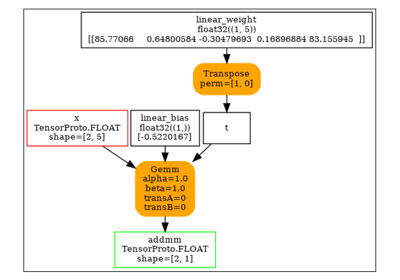 linear_weight
float32((1, 5))
[[85.77066 0.64800584 -0.30479693 0.16896884 83.155945 ]]
Transpose
perm=[1, 0]
x
TensorProto.FLOAT
shape=[2, 5]
linear_bias
float32((1,))
[-0.5220167]
t
Gemm
alpha=1.0
beta=1.0
transA=0
transB=0
addmm
TensorProto.FLOAT
shape=[2, 1]